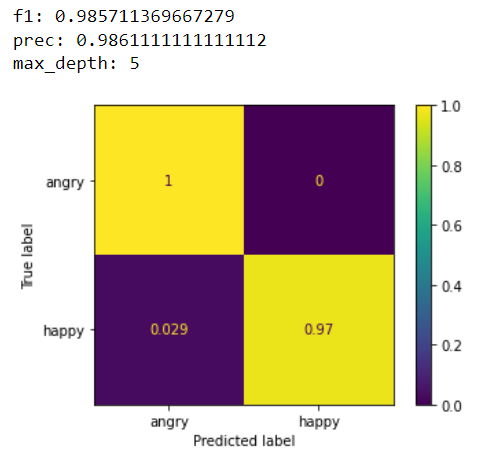 f1: 0.985711369667279
prec: 0.9861111111111112
max_depth: 5
1.0
angry
1
0
0.8
True label
0.6
0.4
happy
0.029
0.97
0.2
0.0
angry
happy
Predicted label